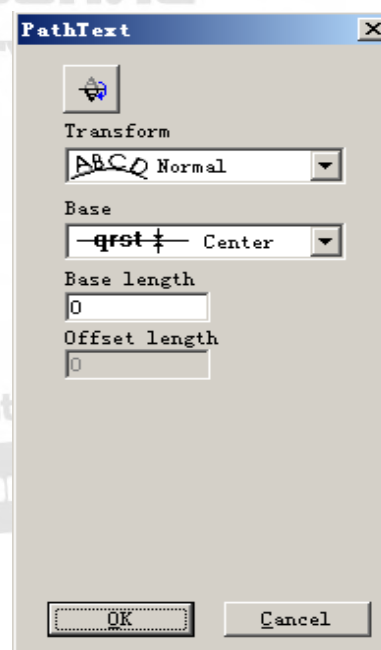 PathText
Transform
ABCD Normal
Base
qrst Center
Base length
0
Offset length
0
OK
Cancel